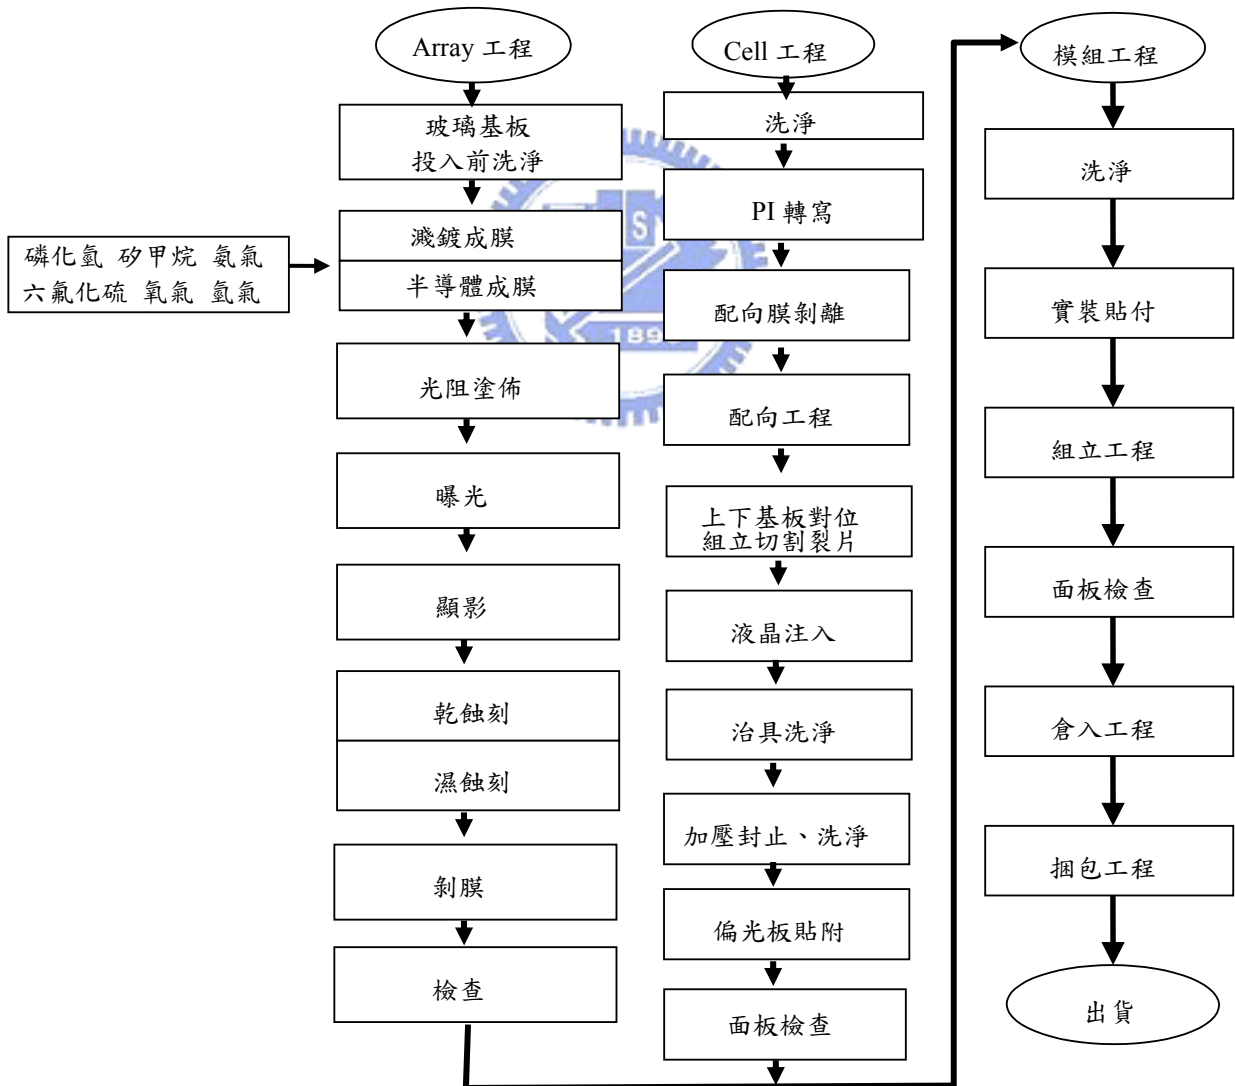 Array 工程
玻璃基板
投入前洗淨
濺鍍成膜
半導體成膜
磷化氫 矽甲烷 氨氣
六氟化硫 氧氣 氫氣
光阻塗佈
曝光
顯影
乾蝕刻
濕蝕刻
剝膜
檢查
Cell 工程
洗淨
PI 轉寫
配向膜剝離
配向工程
上下基板對位
組立切割裂片
液晶注入
治具洗淨
加壓封止、洗淨
偏光板貼附
面板檢查
模組工程
洗淨
實裝貼付
組立工程
面板檢查
倉入工程
捆包工程
出貨
S
189